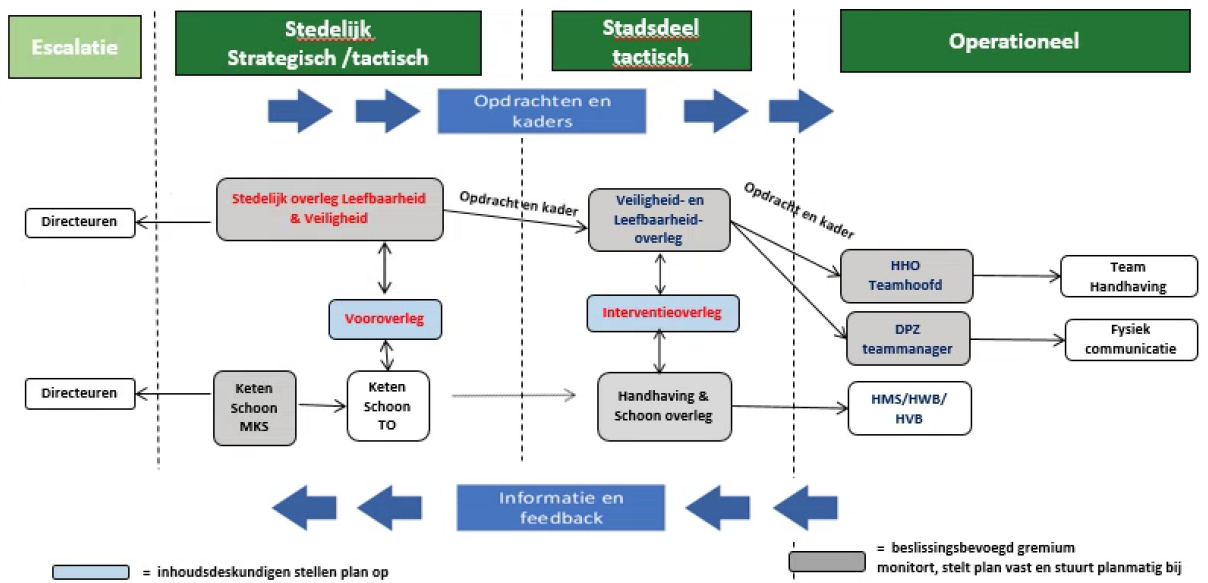 Escalatie
Stedelijk
Strategisch /tactisch
Stadsdeel
tactisch
Operationeel
Opdrachten en
kaders
Directeuren
Stedelijk overleg Leefbaarheid
& Veiligheid
Opdracht en kader
Veiligheid- en
Leefbaarheid-
overleg
Opdracht en kader
HHO
Teamhoofd
Team
Handhaving
Vooroverleg
Interventieoverleg
DPZ
teammanager
Fysiek
communicatie
Directeuren
Keten
Schoon
MKS
Keten
Schoon
TO
Handhaving &
Schoon overleg
HMS/HWB/
HVB
Informatie en
feedback
= inhoudsdeskundigen stellen plan op
= beslissingsbevoegd gremium
monitort, stelt plan vast en stuurt planmatig bij